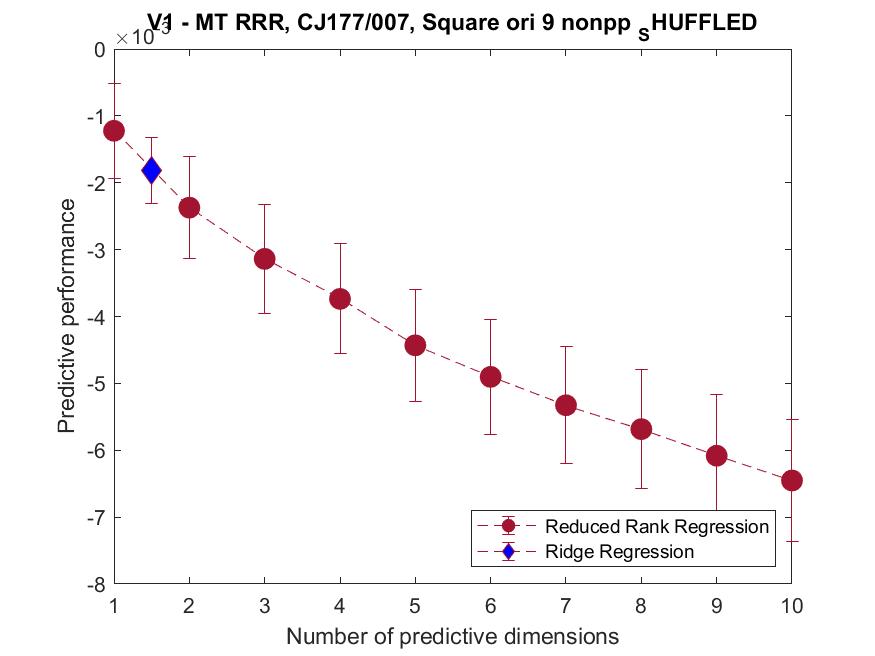 V1 - MT RRR, CJ177/007, Square ori 9 nonpp SHUFFLED
×10-3
0
-1
-2
-3
-4
-5
-6
-7
-8
Predictive performance
1 2 3 4 5 6 7 8 9 10
Number of predictive dimensions
Reduced Rank Regression
Ridge Regression